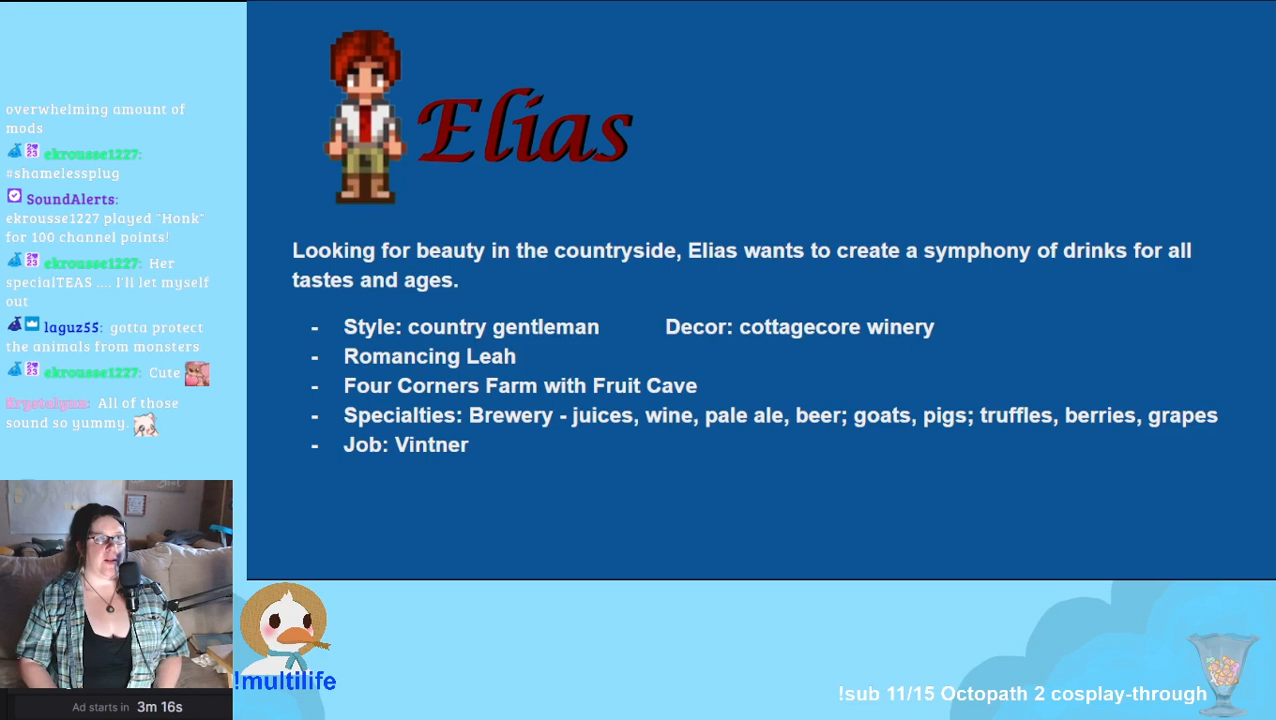 overwhelming amount of
mods
ekrousse1227:
#shamelessplug
SoundAlerts:
ekrousse1227 played "Honk"
for 100 channel points!
ekrousse1227: Her
specialTEAS .... I'll let myself
out
laguz55: gotta protect
the animals from monsters
ekrousse1227: Cute
All of those
sound so yummy.
Elias
Looking for beauty in the countryside, Elias wants to create a symphony of drinks for all
tastes and ages.
- Style: country gentleman Decor: cottagecore winery
- Romancing Leah
- Four Corners Farm with Fruit Cave
- Specialties: Brewery - juices, wine, pale ale, beer; goats, pigs; truffles, berries, grapes
- Job: Vintner
!multilife
!sub 11/15 Octopath 2 cosplay-through
Ad starts in 3m 16s